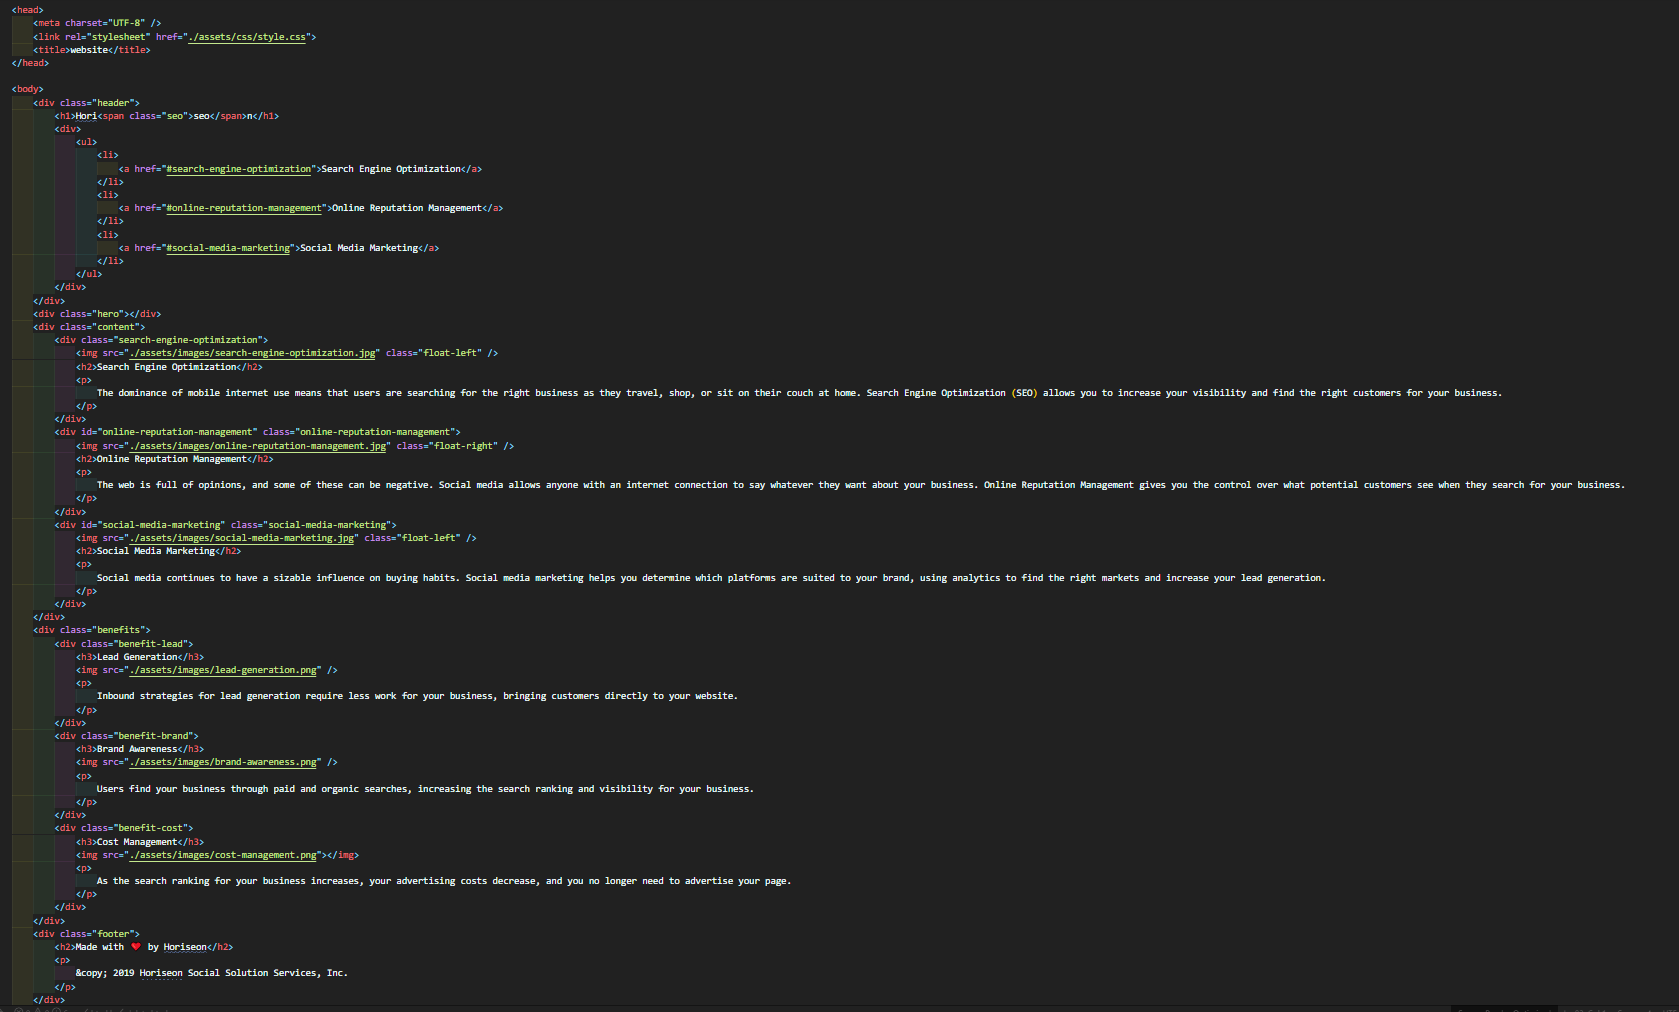 <head>
<meta charset="UTF-8" />
<link rel="stylesheet" href="./assets/css/style.css">
<title>website</title>
</head>
<body>
<div class="header">
<h1>Hori<span class="seo">seo</span>n</h1>
<div>
<ul>
<li>
<a href="#search-engine-optimization">Search Engine Optimization</a>
</li>
<li>
<a href="#online-reputation-management">Online Reputation Management</a>
</li>
<li>
<a href="#social-media-marketing">Social Media Marketing</a>
</li>
</ul>
</div>
</div>
<div class="hero"></div>
<div class="content">
<div class="search-engine-optimization">
<img src="./assets/images/search-engine-optimization.jpg" class="float-left" />
<h2>Search Engine Optimization</h2>
<p>
The dominance of mobile internet use means that users are searching for the right business as they travel, shop, or sit on their couch at home. Search Engine Optimization (SEO) allows you to increase your visibility and find the right customers for your business.
</p>
</div>
<div id="online-reputation-management" class="online-reputation-management">
<img src="./assets/images/online-reputation-management.jpg" class="float-right" />
<h2>Online Reputation Management</h2>
<p>
The web is full of opinions, and some of these can be negative. Social media allows anyone with an internet connection to say whatever they want about your business. Online Reputation Management gives you the control over what potential customers see when they search for your business.
</p>
</div>
<div id="social-media-marketing" class="social-media-marketing">
<img src="./assets/images/social-media-marketing.jpg" class="float-left" />
<h2>Social Media Marketing</h2>
<p>
Social media continues to have a sizable influence on buying habits. Social media marketing helps you determine which platforms are suited to your brand, using analytics to find the right markets and increase your lead generation.
</p>
</div>
</div>
<div class="benefits">
<div class="benefit-lead">
<h3>Lead Generation</h3>
<img src="./assets/images/lead-generation.png" />
<p>
Inbound strategies for lead generation require less work for your business, bringing customers directly to your website.
</p>
</div>
<div class="benefit-brand">
<h3>Brand Awareness</h3>
<img src="./assets/images/brand-awareness.png" />
<p>
Users find your business through paid and organic searches, increasing the search ranking and visibility for your business.
</p>
</div>
<div class="benefit-cost">
<h3>Cost Management</h3>
<img src="./assets/images/cost-management.png"></img>
<p>
As the search ranking for your business increases, your advertising costs decrease, and you no longer need to advertise your page.
</p>
</div>
</div>
<div class="footer">
<h2>Made with ❤️ by Horiseon</h2>
<p>
&copy; 2019 Horiseon Social Solution Services, Inc.
</p>
</div>